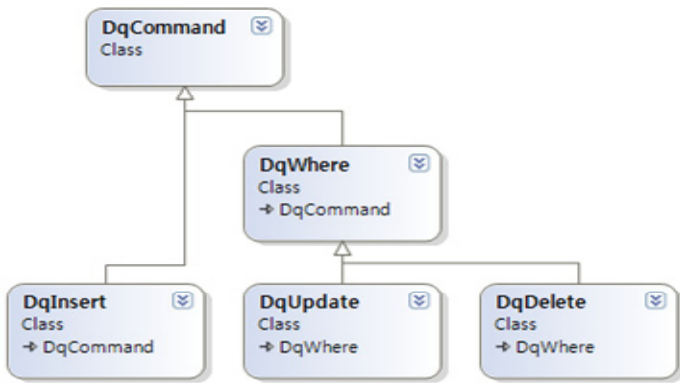 DqCommand
Class
DqWhere
Class
DqCommand
DqInsert
Class
DqCommand
DqUpdate
Class
DqWhere
DqDelete
Class
DqWhere